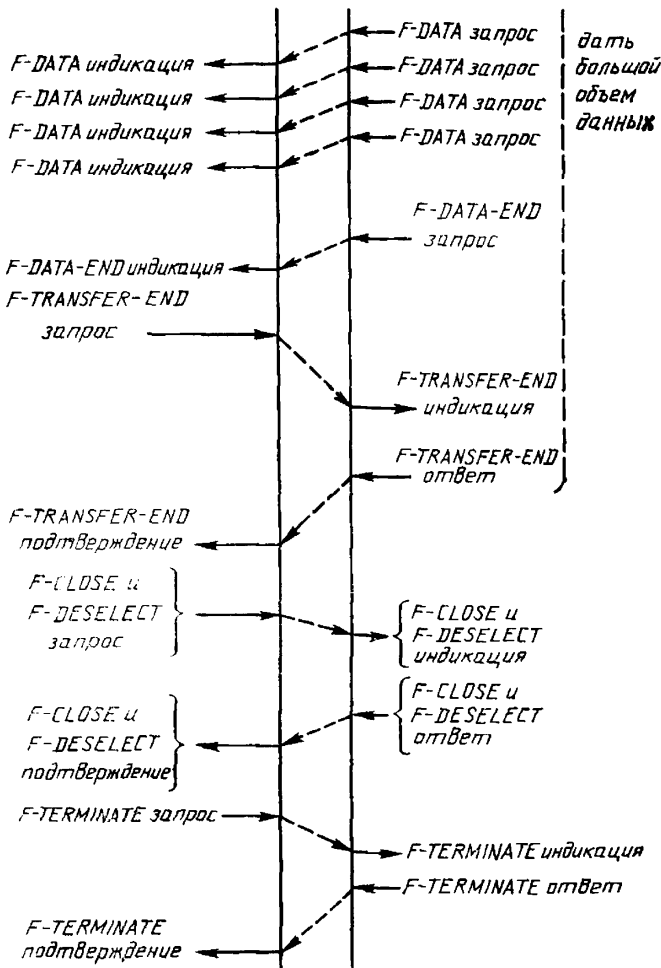 F-DATA запрос
дать
F-DATA индикация
F-DATA запрос
большой
F-DATA индикация
F-DATA запрос
объем
F-DATA индикация
F-DATA запрос
данных
F-DATA индикация
F-DATA-END
запрос
F-DATA-END индикация
F-TRANSFER-END
запрос
F-TRANSFER-END
индикация
F-TRANSFER-END
ответ
F-TRANSFER-END
подтверждение
F-CLOSE и
F-DESELECT
запрос
F-CLOSE и
F-DESELECT
индикация
F-CLOSE и
F-DESELECT
ответ
F-CLOSE и
F-DESELECT
подтверждение
F-TERMINATE запрос
F-TERMINATE индикация
F-TERMINATE ответ
F-TERMINATE
подтверждение